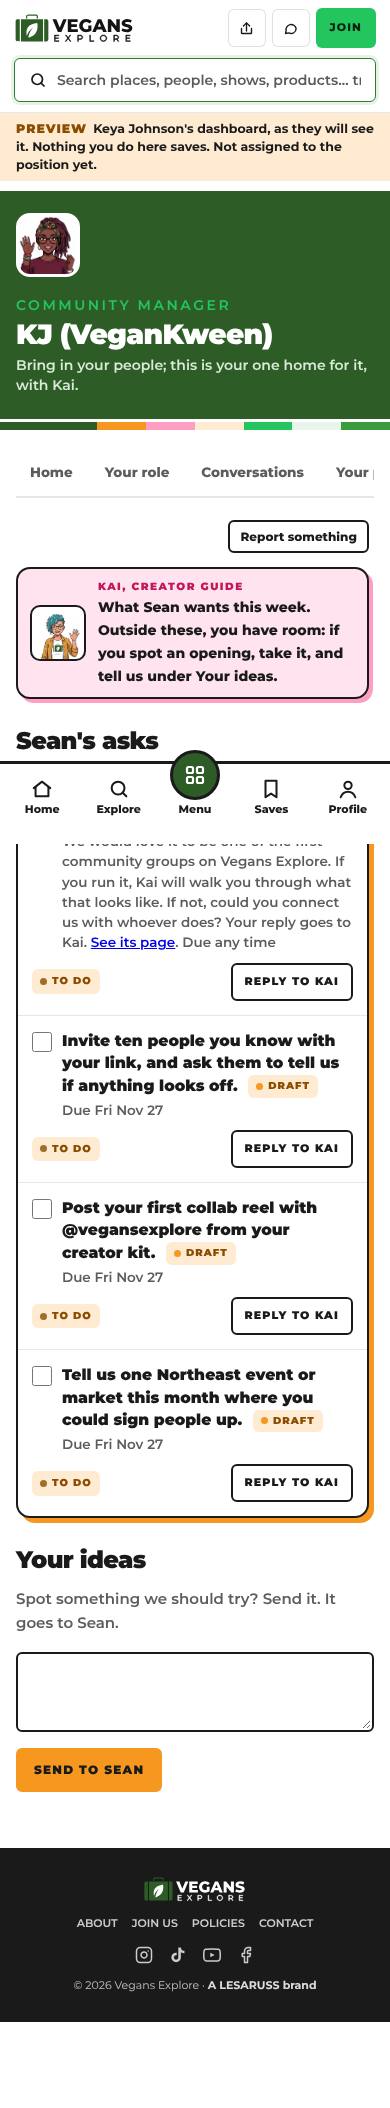 VEGANS
EXPLORE
JOIN
Search places, people, shows, products... tr
PREVIEW Keya Johnson's dashboard, as they will see
it. Nothing you do here saves. Not assigned to the
position yet.
COMMUNITY MANAGER
KJ (VeganKween)
Bring in your people; this is your one home for it,
with Kai.
Home Your role Conversations Your
Report something
KAI, CREATOR GUIDE
What Sean wants this week.
Outside these, you have room: if
you spot an opening, take it, and
tell us under Your ideas.
Sean's asks
Home Explore Menu Saves Profile
We would love it to be one of the first
community groups on Vegans Explore. If
you run it, Kai will walk you through what
that looks like. If not, could you connect
us with whoever does? Your reply goes to
Kai. See its page. Due any time
TO DO REPLY TO KAI
Invite ten people you know with
your link, and ask them to tell us
if anything looks off. DRAFT
Due Fri Nov 27
TO DO REPLY TO KAI
Post your first collab reel with
@vegansexplore from your
creator kit. DRAFT
Due Fri Nov 27
TO DO REPLY TO KAI
Tell us one Northeast event or
market this month where you
could sign people up. DRAFT
Due Fri Nov 27
TO DO REPLY TO KAI
Your ideas
Spot something we should try? Send it. It
goes to Sean.
SEND TO SEAN
VEGANS
EXPLORE
ABOUT JOIN US POLICIES CONTACT
© 2026 Vegans Explore · A LESARUSS brand